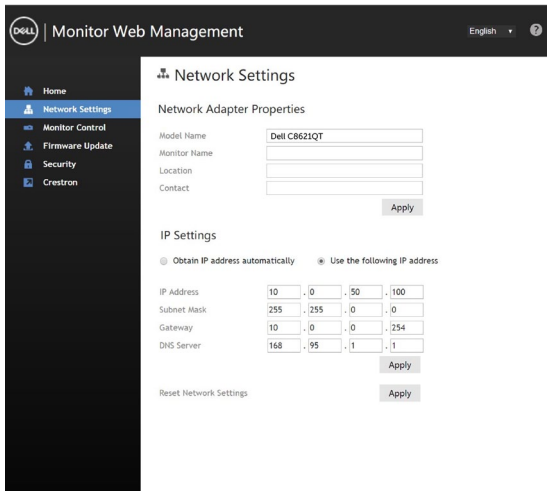 DELL | Monitor Web Management
English
?
Home
Network Settings
Monitor Control
Firmware Update
Security
Crestron
Network Settings
Network Adapter Properties
Model Name Dell C8621QT
Monitor Name
Location
Contact
Apply
IP Settings
Obtain IP address automatically Use the following IP address
IP Address 10 . 0 . 50 . 100
Subnet Mask 255 . 255 . 0 . 0
Gateway 10 . 0 . 0 . 254
DNS Server 168 . 95 . 1 . 1
Apply
Reset Network Settings Apply